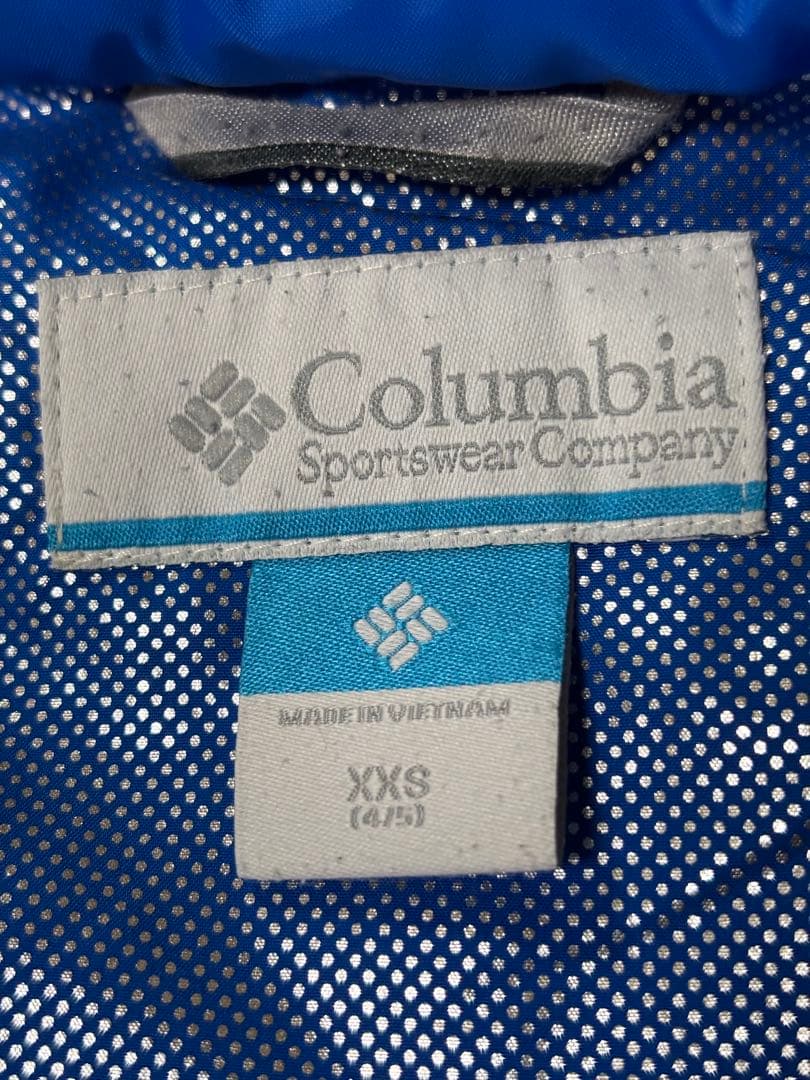 Columbia
Sportswear Company
MADE IN VIETNAM
XXS
(4/5)